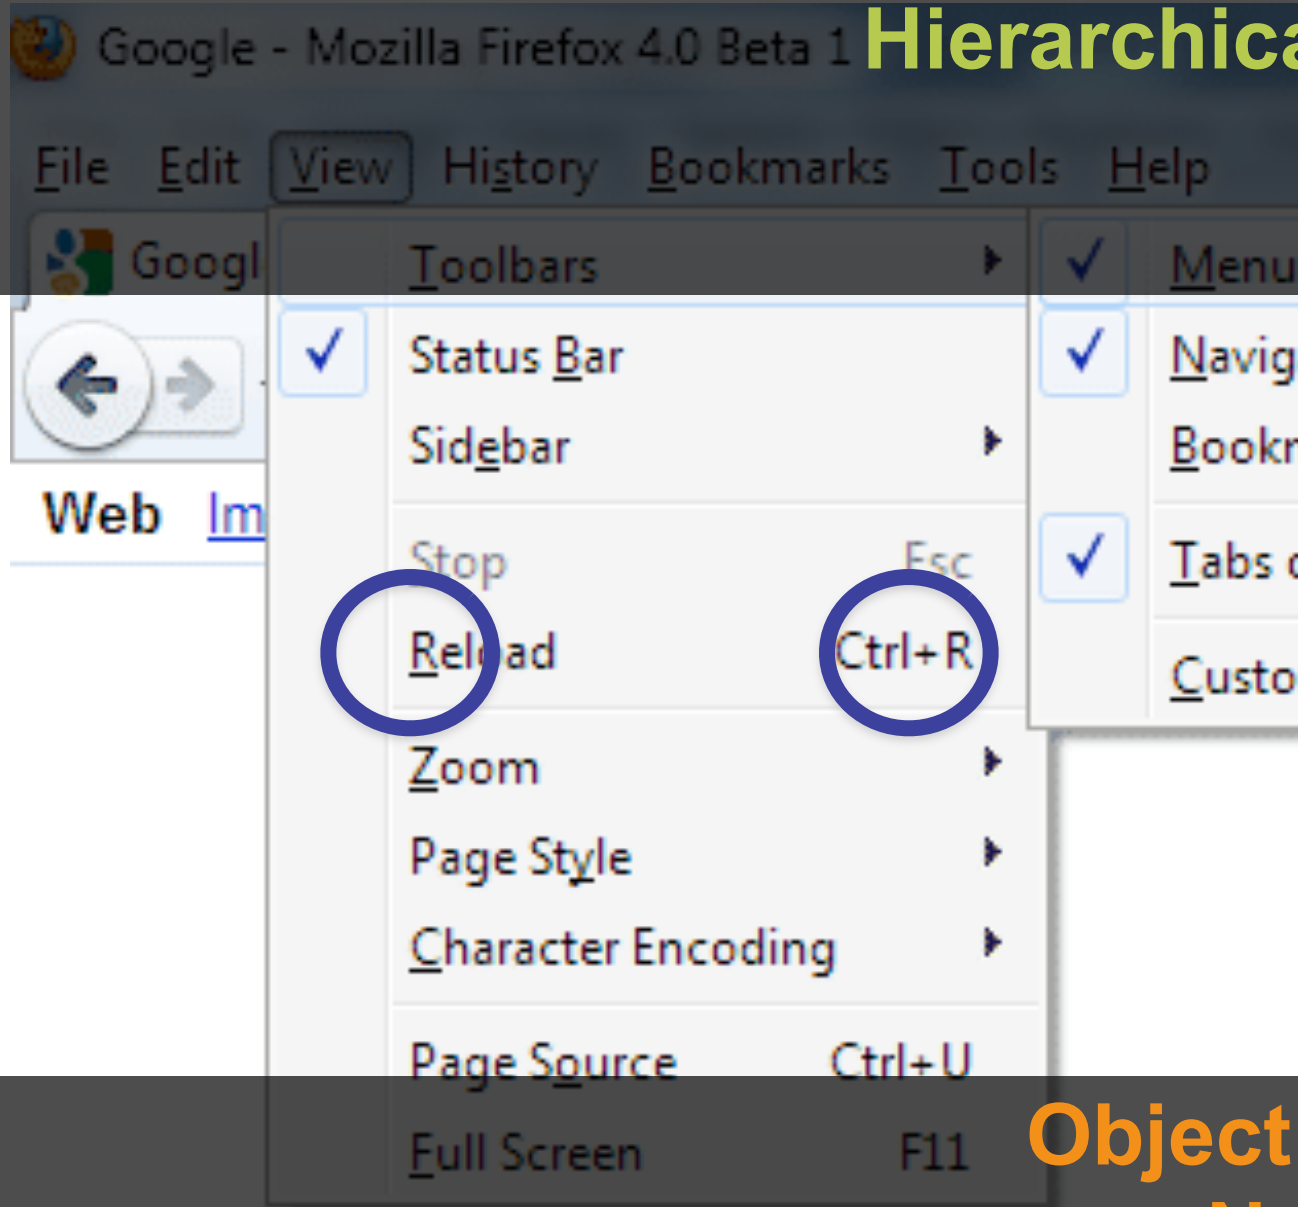 Google - Mozilla Firefox 4.0 Beta 1 Hierarchica
File Edit View History Bookmarks Tools Help
Googl
Toolbars
Menu
Status Bar
Navig
Sidebar
Bookr
Web Im
Stop Esc
Tabs
Reload Ctrl+R
Custo
Zoom
Page Style
Character Encoding
Page Source Ctrl+U
Object
Full Screen F11